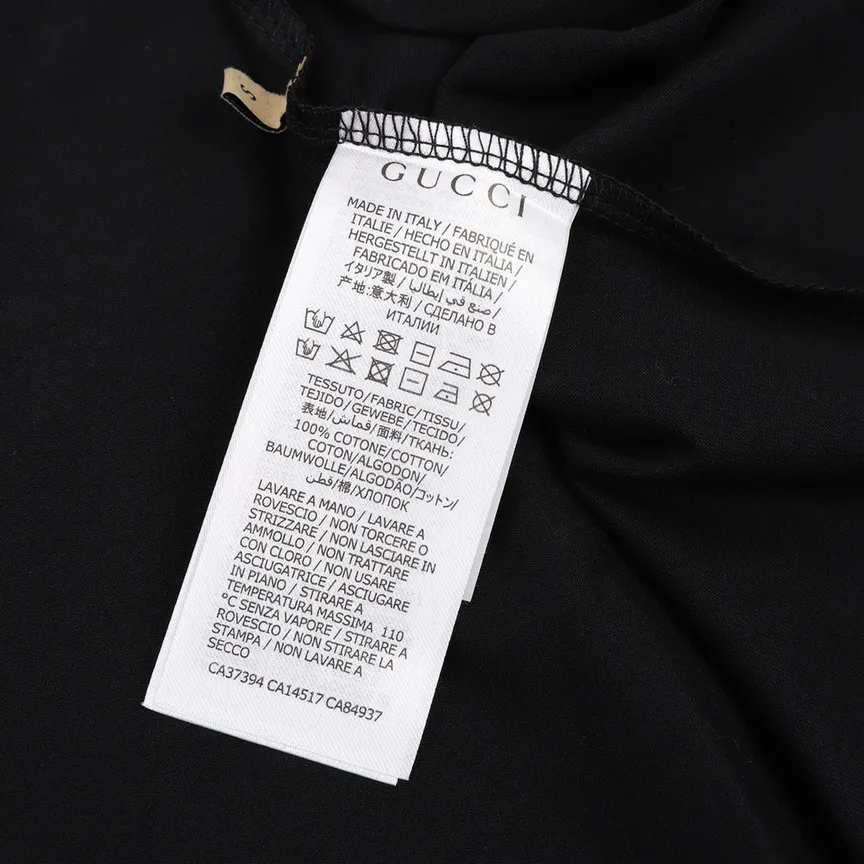 S
GUCCI
MADE IN ITALY / FABRIQUÉ EN
ITALIE / HECHO EN ITALIA /
HERGESTELLT IN ITALIEN /
FABRICADO EM ITÁLIA /
イタリア製 / صنع في إيطاليا /
产地:意大利 / СДЕЛАНО В
ИТАЛИИ
TESSUTO/FABRIC/TISSU/
TEJIDO/GEWEBE/TECIDO/
表地/قماش/面料/ТКАНЬ:
100% COTONE/COTTON/
COTON/ALGODON/
BAUMWOLLE/ALGODÃO/コットン/
قطن/棉/ХЛОПОК
LAVARE A MANO / LAVARE A
ROVESCIO / NON TORCERE O
STRIZZARE / NON LASCIARE IN
AMMOLLO / NON TRATTARE
CON CLORO / NON USARE
ASCIUGATRICE / ASCIUGARE
IN PIANO / STIRARE A
TEMPERATURA MASSIMA 110
°C SENZA VAPORE / STIRARE A
ROVESCIO / NON STIRARE LA
STAMPA / NON LAVARE A
SECCO
CA37394 CA14517 CA84937